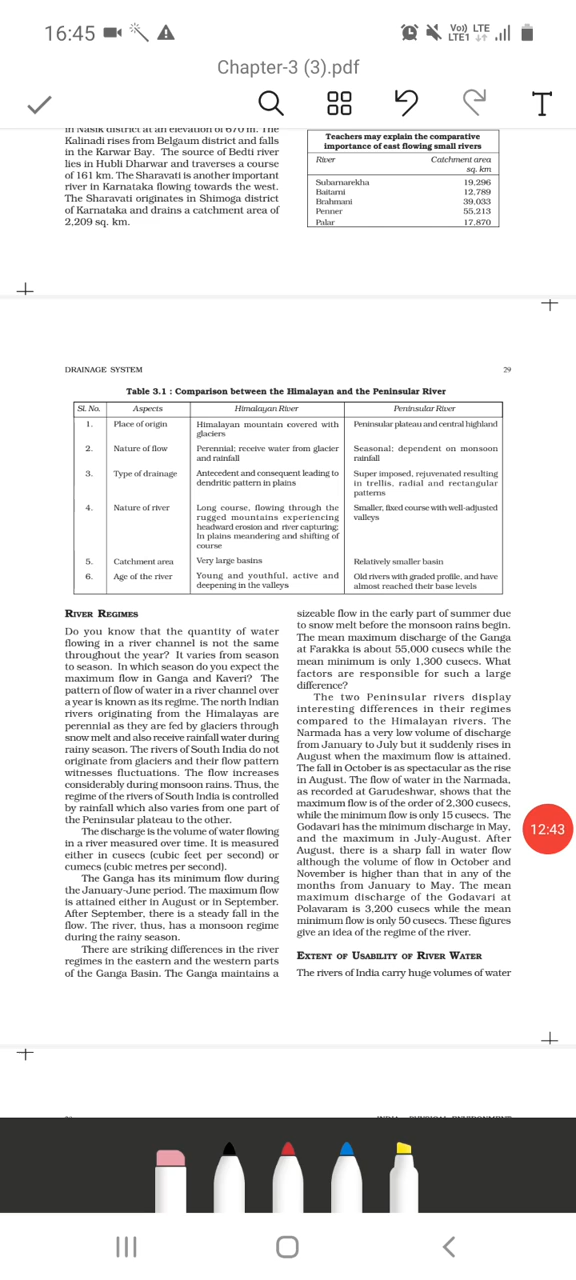 16:45
Vo)) LTE
LTE1
Chapter-3 (3).pdf
T
in Nasik district at an elevation of 670 m. The
Kalinadi rises from Belgaum district and falls
in the Karwar Bay. The source of Bedti river
lies in Hubli Dharwar and traverses a course
of 161 km. The Sharavati is another important
river in Karnataka flowing towards the west.
The Sharavati originates in Shimoga district
of Karnataka and drains a catchment area of
2,209 sq. km.
Teachers may explain the comparative
importance of east flowing small rivers
River Catchment area
sq. km
Subarnarekha 19,296
Baitarni 12,789
Brahmani 39,033
Penner 55,213
Palar 17,870
DRAINAGE SYSTEM 29
Table 3.1 : Comparison between the Himalayan and the Peninsular River
Sl. No. Aspects Himalayan River Peninsular River
1. Place of origin Himalayan mountain covered with Peninsular plateau and central highland
glaciers
2. Nature of flow Perennial; receive water from glacier Seasonal; dependent on monsoon
and rainfall rainfall
3. Type of drainage Antecedent and consequent leading to Super imposed, rejuvenated resulting
dendritic pattern in plains in trellis, radial and rectangular
patterns
4. Nature of river Long course, flowing through the Smaller, fixed course with well-adjusted
rugged mountains experiencing valleys
headward erosion and river capturing;
In plains meandering and shifting of
course
5. Catchment area Very large basins Relatively smaller basin
6. Age of the river Young and youthful, active and Old rivers with graded profile, and have
deepening in the valleys almost reached their base levels
RIVER REGIMES
Do you know that the quantity of water
flowing in a river channel is not the same
throughout the year? It varies from season
to season. In which season do you expect the
maximum flow in Ganga and Kaveri? The
pattern of flow of water in a river channel over
a year is known as its regime. The north Indian
rivers originating from the Himalayas are
perennial as they are fed by glaciers through
snow melt and also receive rainfall water during
rainy season. The rivers of South India do not
originate from glaciers and their flow pattern
witnesses fluctuations. The flow increases
considerably during monsoon rains. Thus, the
regime of the rivers of South India is controlled
by rainfall which also varies from one part of
the Peninsular plateau to the other.
The discharge is the volume of water flowing
in a river measured over time. It is measured
either in cusecs (cubic feet per second) or
cumecs (cubic metres per second).
The Ganga has its minimum flow during
the January-June period. The maximum flow
is attained either in August or in September.
After September, there is a steady fall in the
flow. The river, thus, has a monsoon regime
during the rainy season.
There are striking differences in the river
regimes in the eastern and the western parts
of the Ganga Basin. The Ganga maintains a
sizeable flow in the early part of summer due
to snow melt before the monsoon rains begin.
The mean maximum discharge of the Ganga
at Farakka is about 55,000 cusecs while the
mean minimum is only 1,300 cusecs. What
factors are responsible for such a large
difference?
The two Peninsular rivers display
interesting differences in their regimes
compared to the Himalayan rivers. The
Narmada has a very low volume of discharge
from January to July but it suddenly rises in
August when the maximum flow is attained.
The fall in October is as spectacular as the rise
in August. The flow of water in the Narmada,
as recorded at Garudeshwar, shows that the
maximum flow is of the order of 2,300 cusecs,
while the minimum flow is only 15 cusecs. The
Godavari has the minimum discharge in May,
and the maximum in July-August. After
August, there is a sharp fall in water flow
although the volume of flow in October and
November is higher than that in any of the
months from January to May. The mean
maximum discharge of the Godavari at
Polavaram is 3,200 cusecs while the mean
minimum flow is only 50 cusecs. These figures
give an idea of the regime of the river.
EXTENT OF USABILITY OF RIVER WATER
The rivers of India carry huge volumes of water
12:43